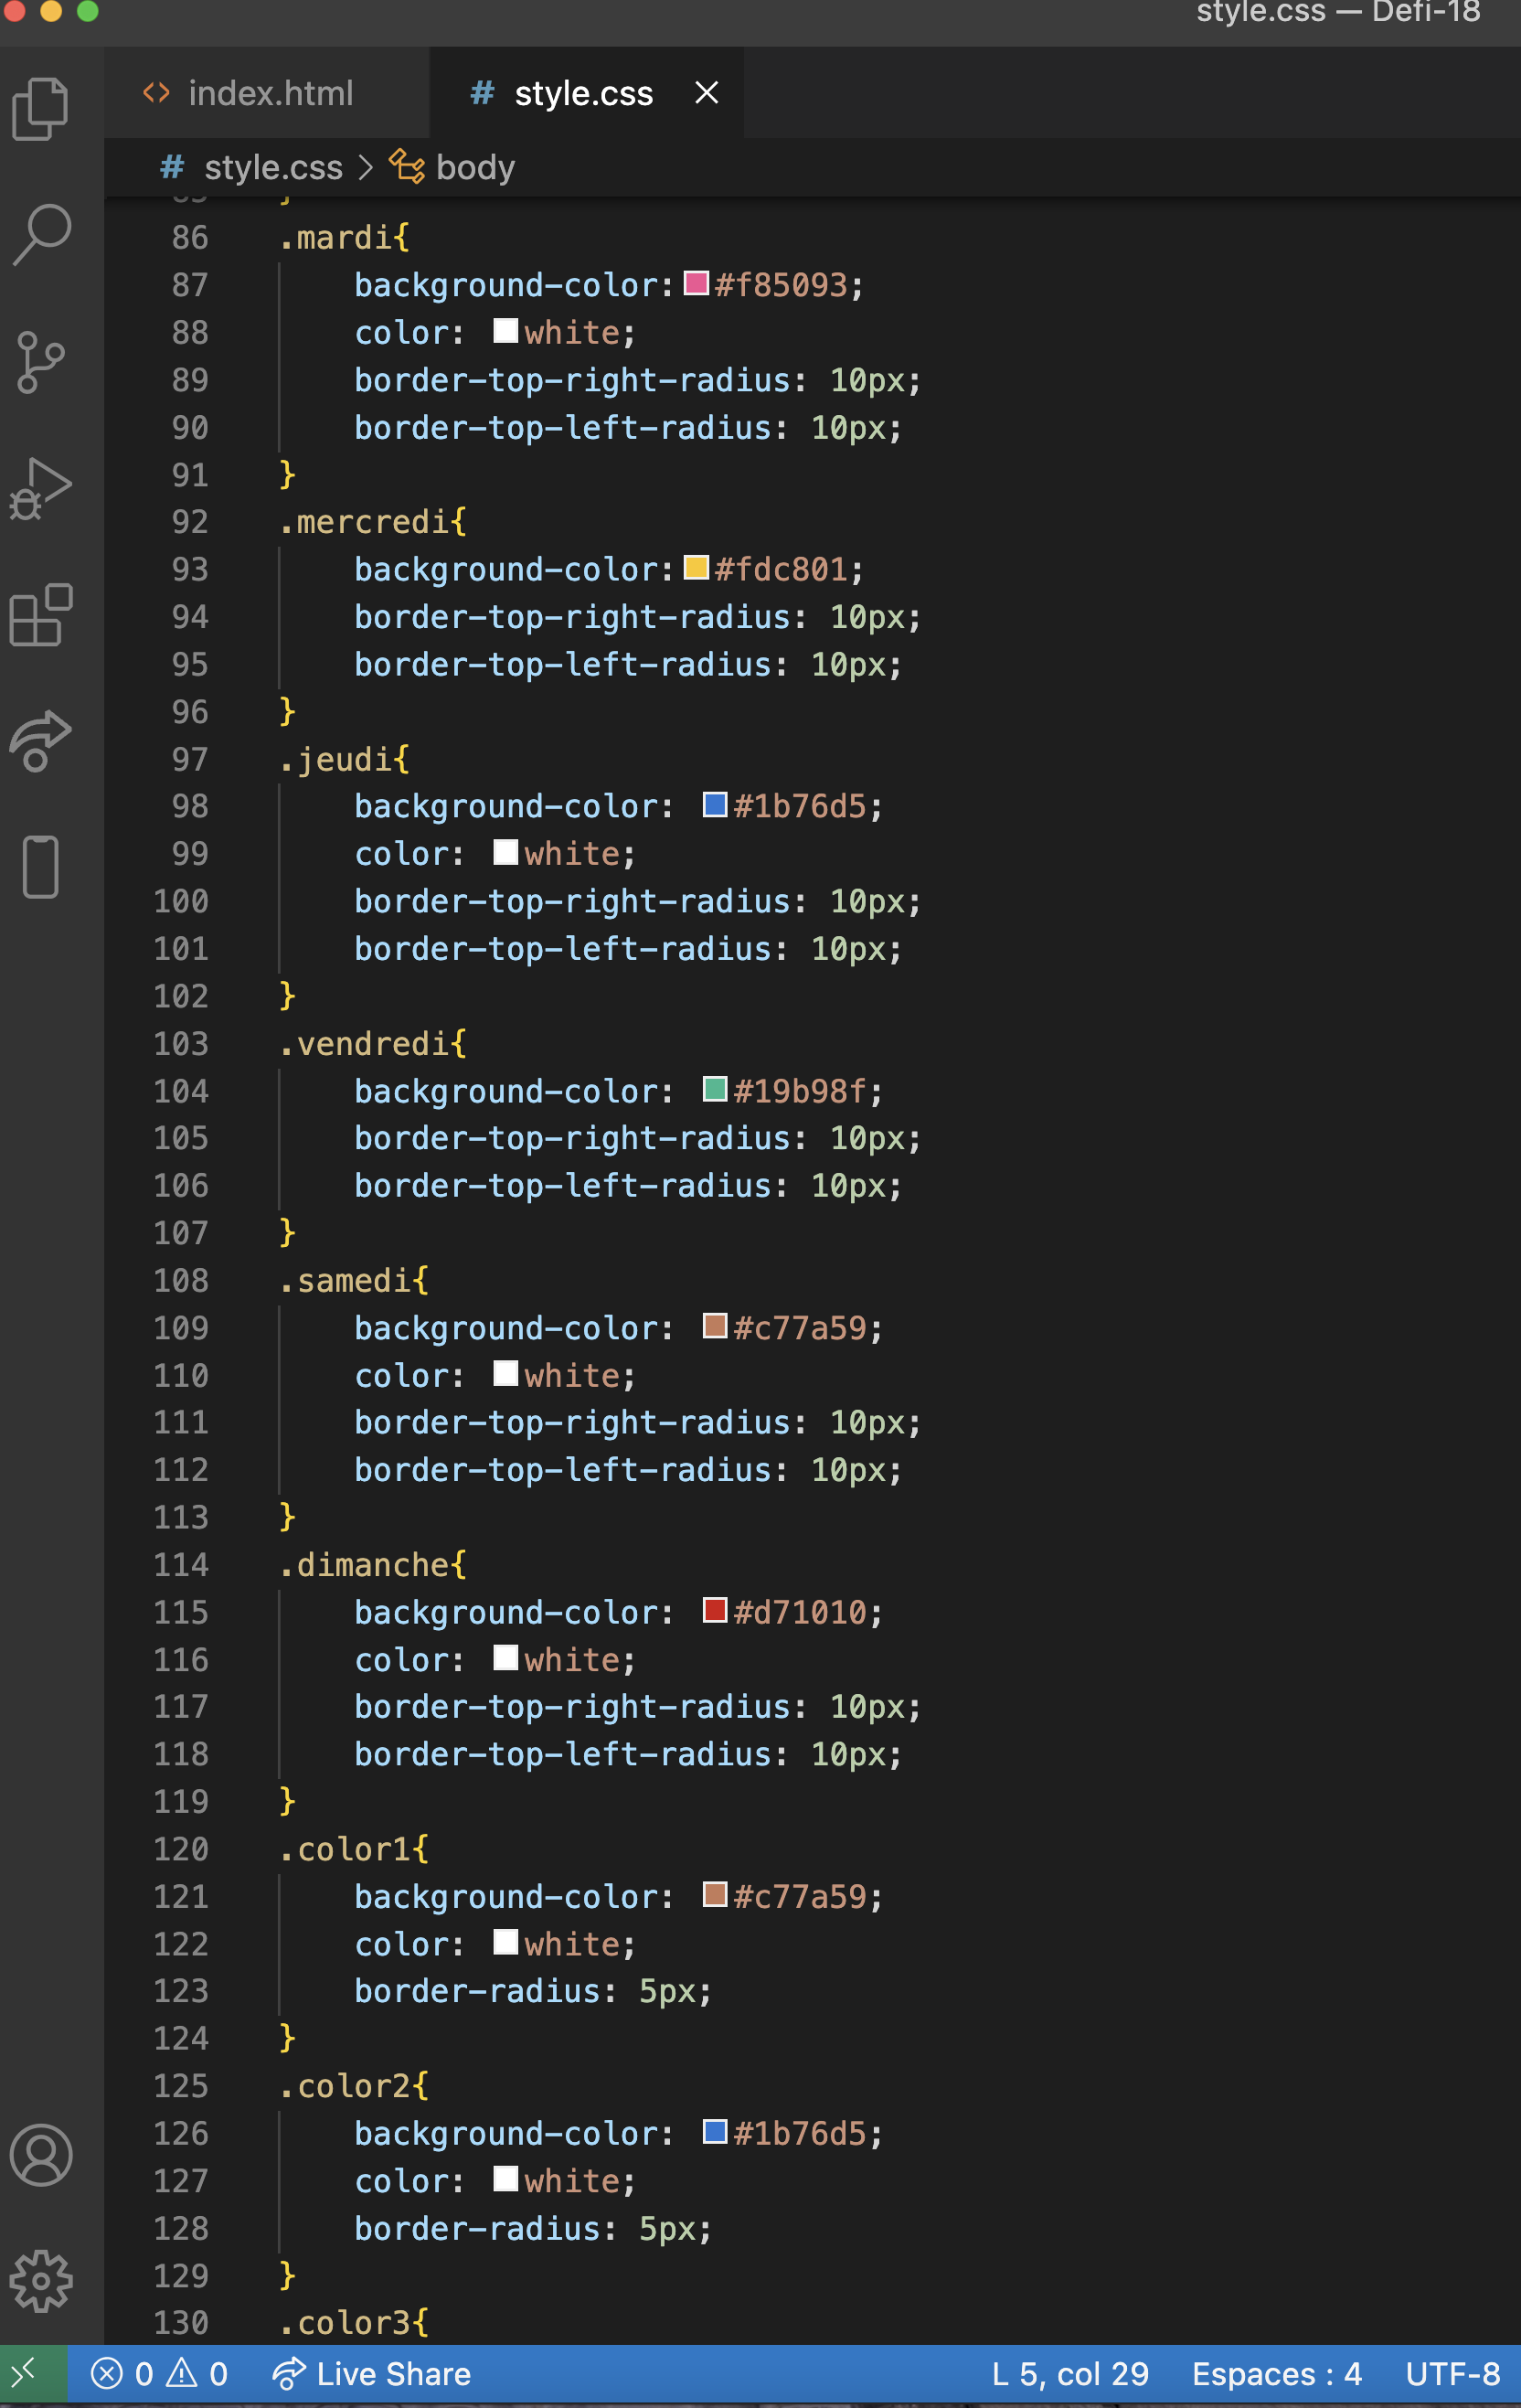 style.css — Defi-18
<> index.html # style.css ×
# style.css > body
85 }
86 .mardi{
87 background-color:#f85093;
88 color: white;
89 border-top-right-radius: 10px;
90 border-top-left-radius: 10px;
91 }
92 .mercredi{
93 background-color:#fdc801;
94 border-top-right-radius: 10px;
95 border-top-left-radius: 10px;
96 }
97 .jeudi{
98 background-color: #1b76d5;
99 color: white;
100 border-top-right-radius: 10px;
101 border-top-left-radius: 10px;
102 }
103 .vendredi{
104 background-color: #19b98f;
105 border-top-right-radius: 10px;
106 border-top-left-radius: 10px;
107 }
108 .samedi{
109 background-color: #c77a59;
110 color: white;
111 border-top-right-radius: 10px;
112 border-top-left-radius: 10px;
113 }
114 .dimanche{
115 background-color: #d71010;
116 color: white;
117 border-top-right-radius: 10px;
118 border-top-left-radius: 10px;
119 }
120 .color1{
121 background-color: #c77a59;
122 color: white;
123 border-radius: 5px;
124 }
125 .color2{
126 background-color: #1b76d5;
127 color: white;
128 border-radius: 5px;
129 }
130 .color3{
0 0 Live Share L 5, col 29 Espaces : 4 UTF-8